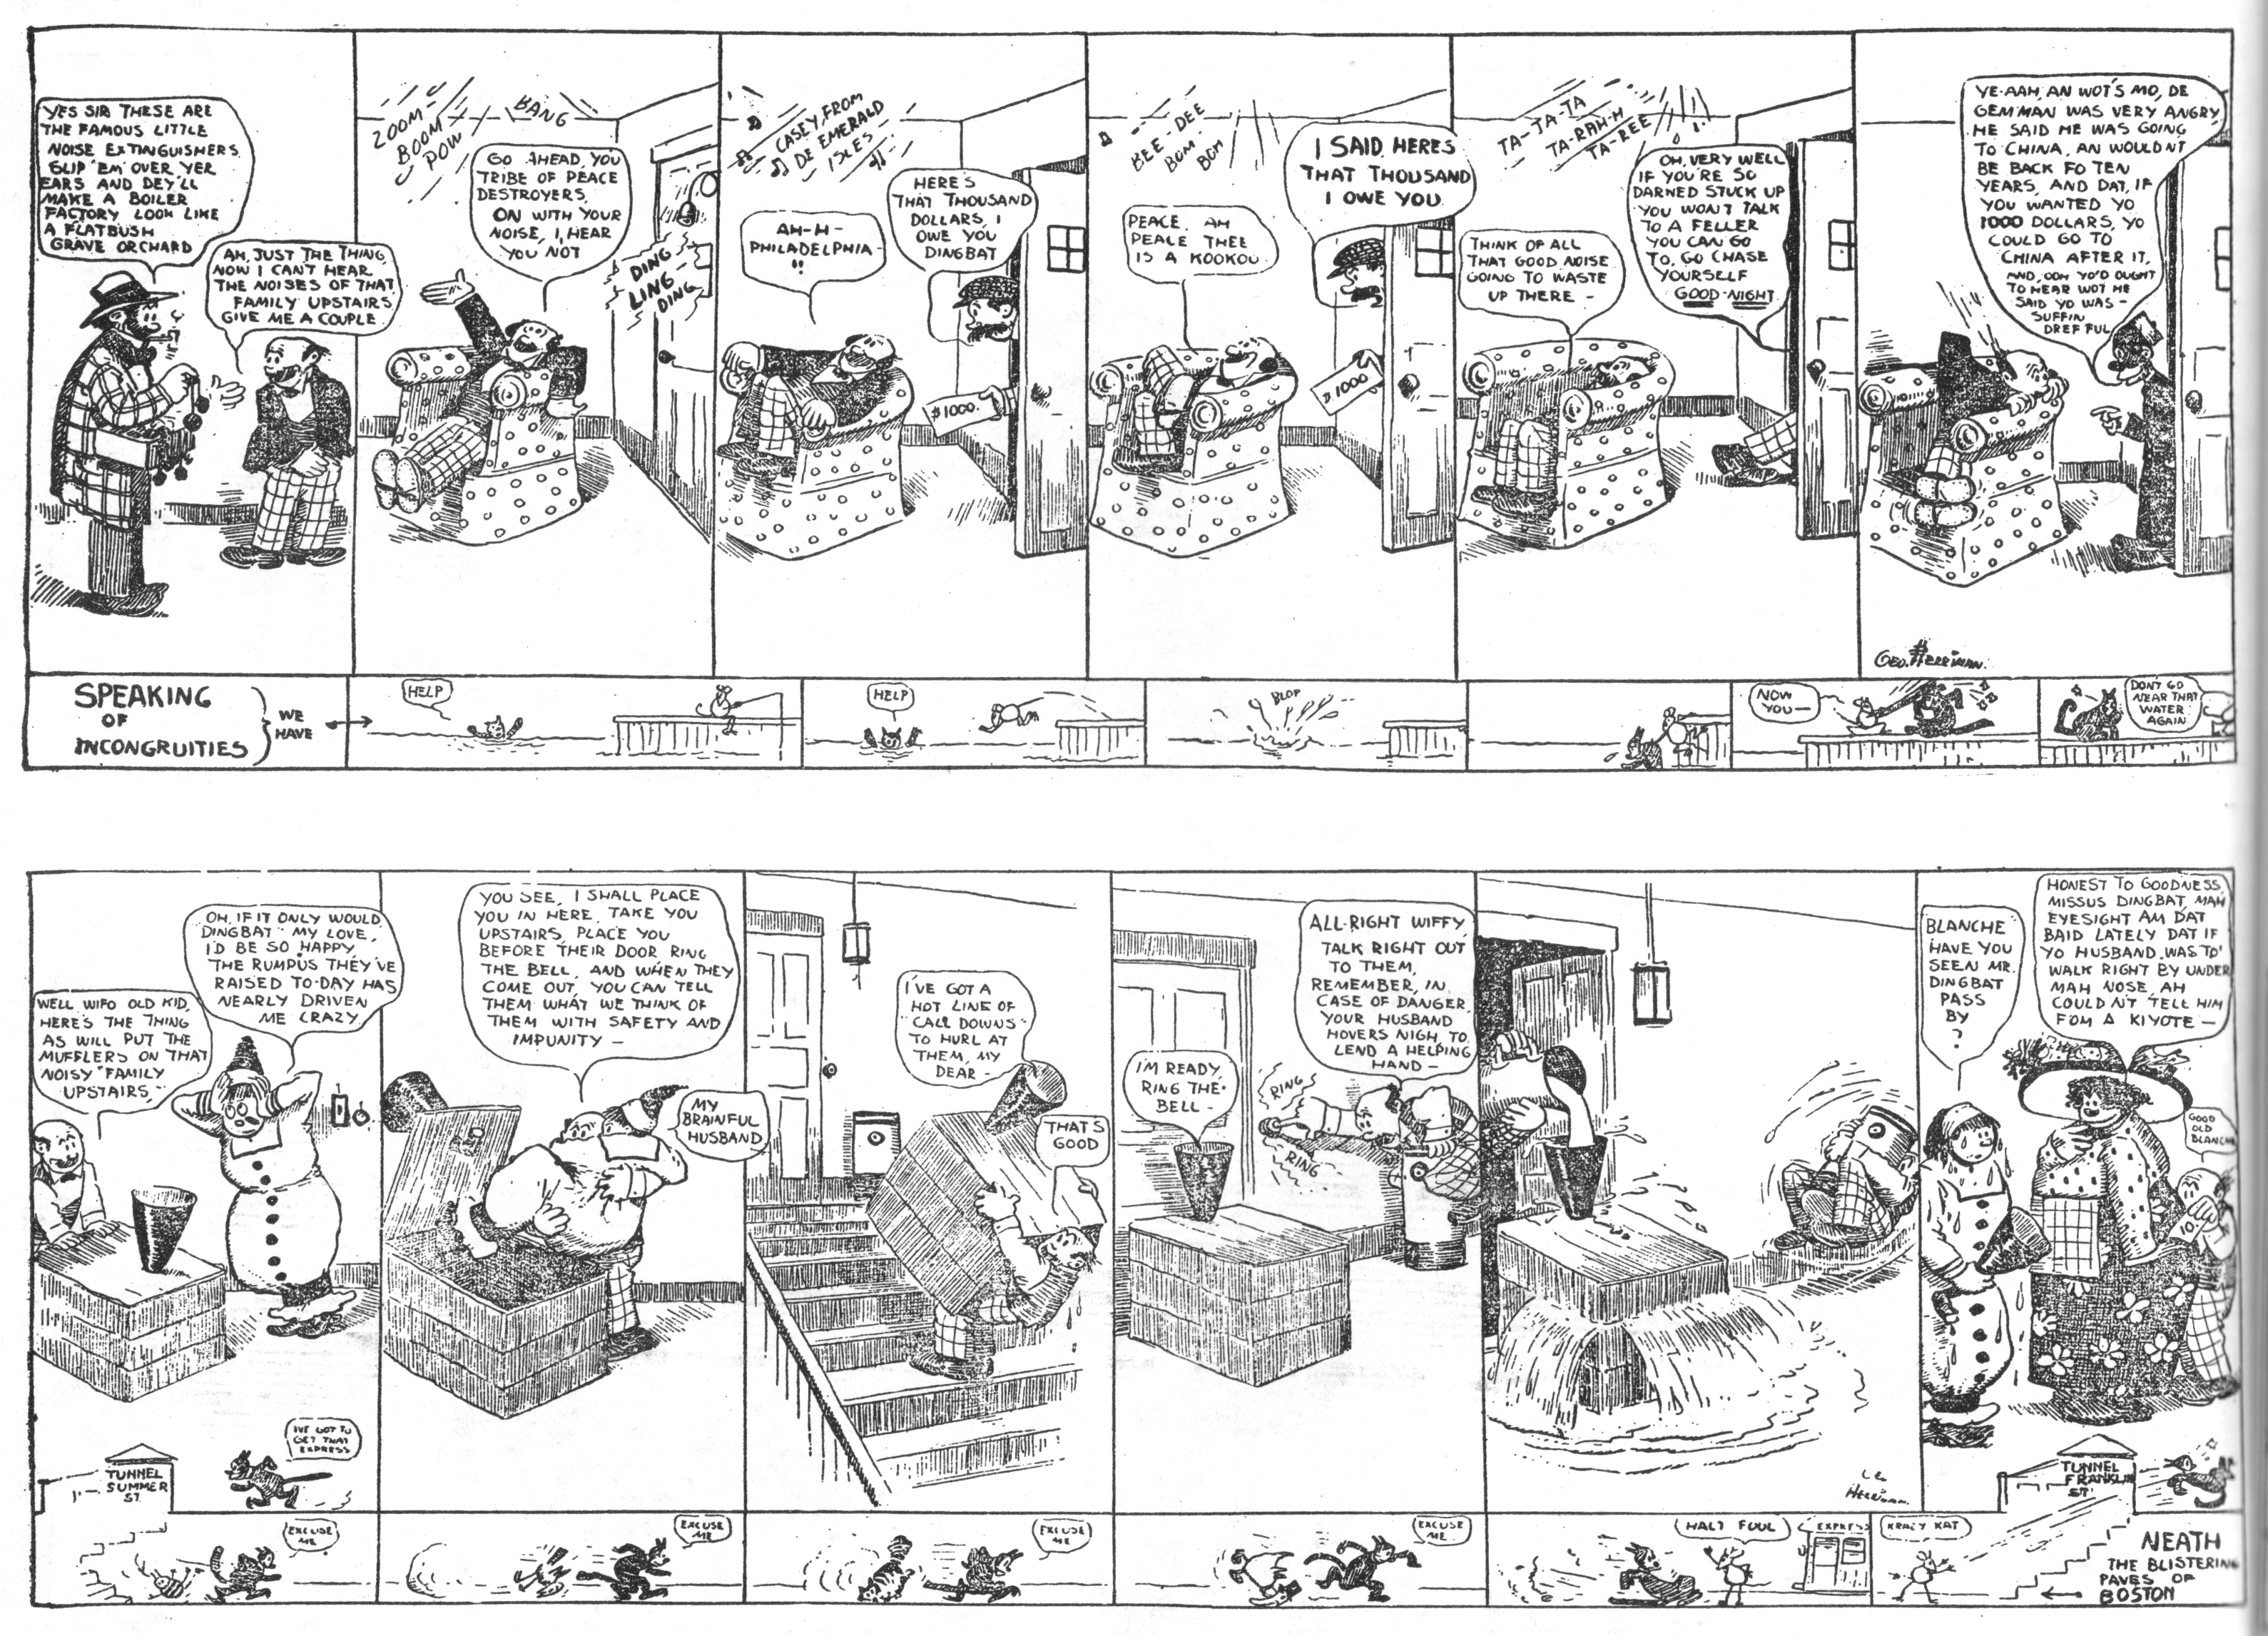 YES SIR THESE ARE
THE FAMOUS LITTLE
NOISE EXTINGUISHERS
SLIP 'EM OVER YER
EARS AND DEY'LL
MAKE A BOILER
FACTORY LOOK LIKE
A FLATBUSH
GRAVE ORCHARD
AH, JUST THE THING
NOW I CAN'T HEAR
THE NOISES OF THAT
FAMILY UPSTAIRS,
GIVE ME A COUPLE
ZOOM-
BOOM-
POW
BANG
GO AHEAD, YOU
TRIBE OF PEACE
DESTROYERS,
ON WITH YOUR
NOISE, I HEAR
YOU NOT
DING
LING
DING
CASEY, FROM
DE EMERALD
ISLES
AH-H-
PHILADELPHIA
!!
HERE'S
THAT THOUSAND
DOLLARS, I
OWE YOU
DINGBAT
$1000.
BEE-DEE
BOM
BOM
PEACE, AH
PEACE THEE
IS A KOOKOU
I SAID, HERES
THAT THOUSAND
I OWE YOU
$1000
TA-TA-TA
TA-RAH-H
TA-REE
THINK OF ALL
THAT GOOD NOISE
GOING TO WASTE
UP THERE -
OH, VERY WELL
IF YOU'RE SO
DARNED STUCK UP
YOU WON'T TALK
TO A FELLER
YOU CAN GO
TO, GO CHASE
YOURSELF
GOOD-NIGHT
YE-AAH, AN WOT'S MO, DE
GEM'MAN WAS VERY ANGRY
HE SAID HE WAS GOING
TO CHINA, AN WOULDNT
BE BACK FO TEN
YEARS, AND DAT, IF
YOU WANTED YO
1000 DOLLARS, YO
COULD GO TO
CHINA AFTER IT,
AND, OOH YO'D OUGHT
TO HEAR WOT HE
SAID YO WAS -
SUFFIN
DREFFUL
GEO. HERRIMAN.
SPEAKING
OF
INCONGRUITIES
WE
HAVE
HELP
HELP
BLOP
NOW
YOU-
DON'T GO
NEAR THAT
WATER
AGAIN
WELL WIFO OLD KID,
HERE'S THE THING
AS WILL PUT THE
MUFFLERS ON THAT
NOISY "FAMILY
UPSTAIRS"
OH, IF IT ONLY WOULD,
DINGBAT MY LOVE,
I'D BE SO HAPPY,
THE RUMPUS THEY'VE
RAISED TO-DAY HAS
NEARLY DRIVEN
ME CRAZY
YOU SEE, I SHALL PLACE
YOU IN HERE, TAKE YOU
UPSTAIRS, PLACE YOU
BEFORE THEIR DOOR RING
THE BELL, AND WHEN THEY
COME OUT, YOU CAN TELL
THEM WHAT WE THINK OF
THEM WITH SAFETY AND
IMPUNITY -
MY
BRAINFUL
HUSBAND
I'VE GOT A
HOT LINE OF
"CALL DOWNS"
TO HURL AT
THEM, MY
DEAR -
THAT'S
GOOD
I'M READY,
RING THE
BELL -
RING
RING
ALL-RIGHT WIFFY,
TALK RIGHT OUT
TO THEM,
REMEMBER, IN
CASE OF DANGER
YOUR HUSBAND
HOVERS NIGH TO
LEND A HELPING
HAND -
HERRIMAN
BLANCHE
HAVE YOU
SEEN MR.
DINGBAT
PASS
BY
?
HONEST TO GOODNESS,
MISSUS DINGBAT, MAH
EYESIGHT AM DAT
BAID LATELY DAT IF
YO HUSBAND WAS TO
WALK RIGHT BY UNDER
MAH NOSE, AH
COULDN'T TELL HIM
FOM A KIYOTE -
GOOD
OLD
BLANCHE
10
TUNNEL
SUMMER
ST.
I'VE GOT TO
GET THAT
EXPRESS
TUNNEL
FRANKLIN
ST.
EXCUSE
ME
EXCUSE
ME
EXCUSE
ME
EXCUSE
ME
HALT FOUL
EXPRESS
KRAZY KAT
NEATH
THE BLISTERING
PAVES OF
BOSTON